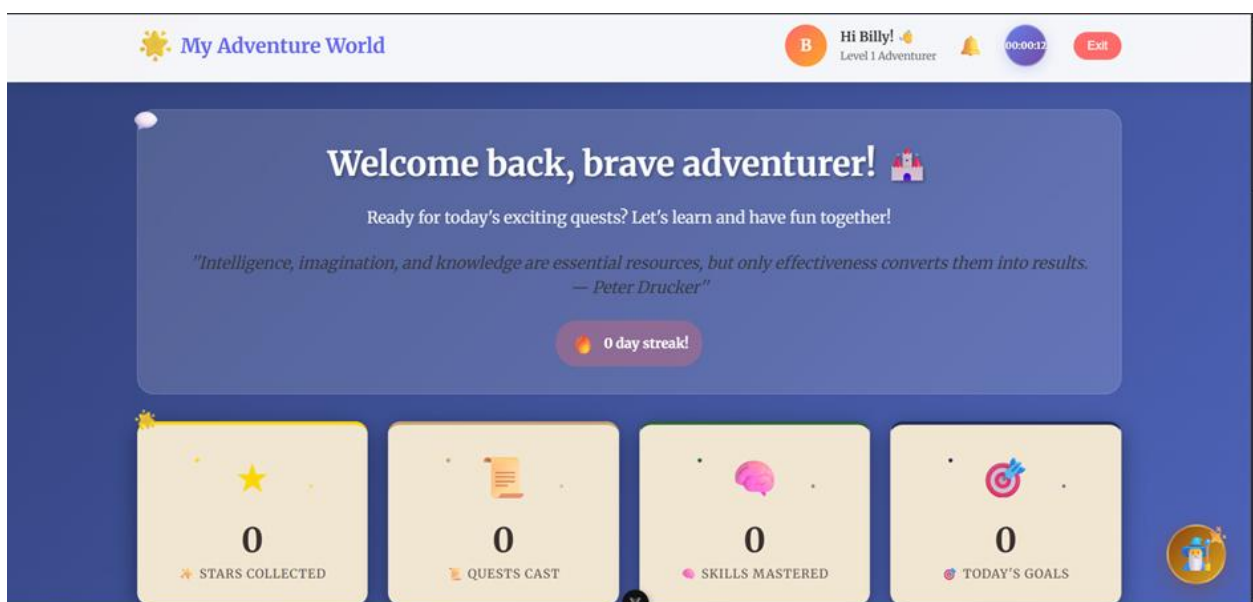 My Adventure World
B
Hi Billy!
Level 1 Adventurer
00:00:12
Exit
Welcome back, brave adventurer!
Ready for today's exciting quests? Let's learn and have fun together!
"Intelligence, imagination, and knowledge are essential resources, but only effectiveness converts them into results.
— Peter Drucker"
0 day streak!
0
STARS COLLECTED
0
QUESTS CAST
0
SKILLS MASTERED
0
TODAY'S GOALS